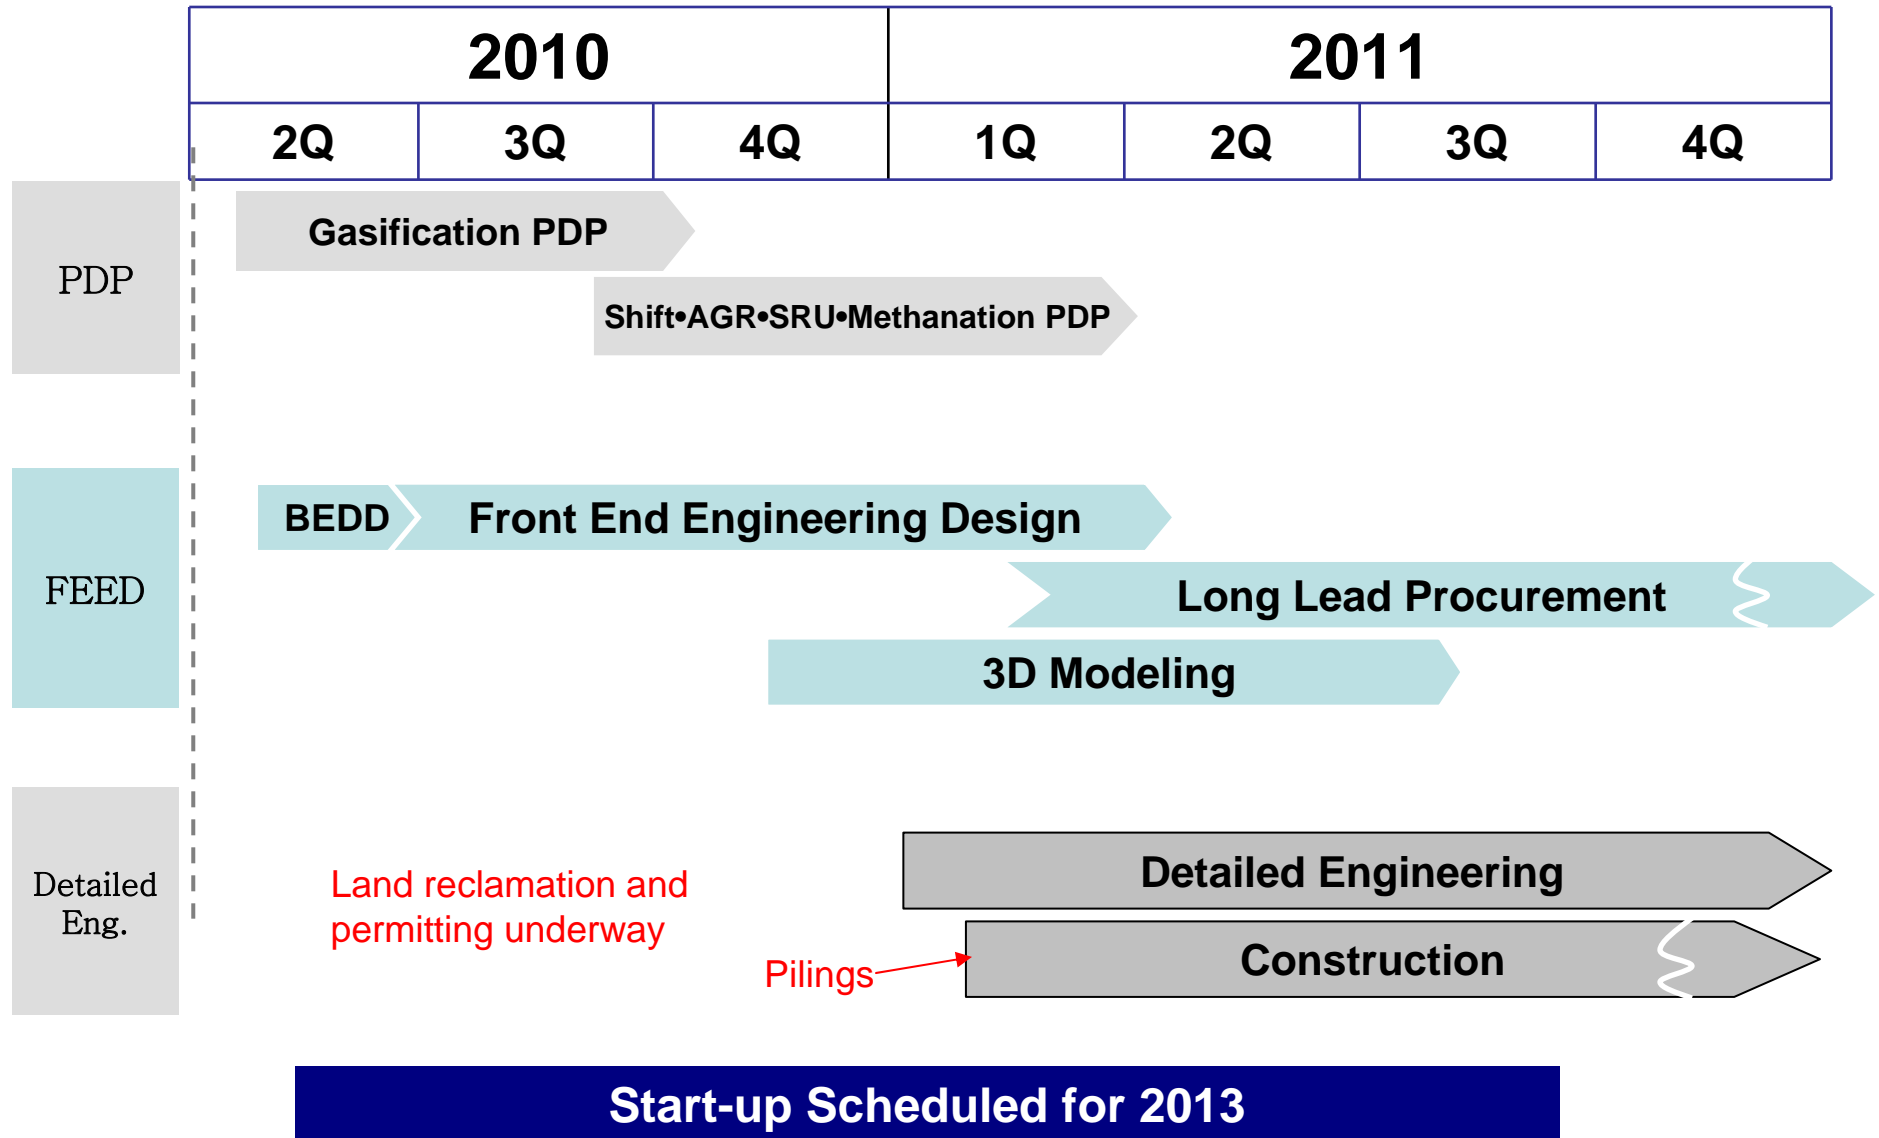 2010
2011
2Q
3Q
4Q
1Q
2Q
3Q
4Q
PDP
Gasification PDP
Shift•AGR•SRU•Methanation PDP
FEED
BEDD
Front End Engineering Design
Long Lead Procurement
3D Modeling
Detailed
Eng.
Land reclamation and
permitting underway
Detailed Engineering
Pilings
Construction
Start-up Scheduled for 2013